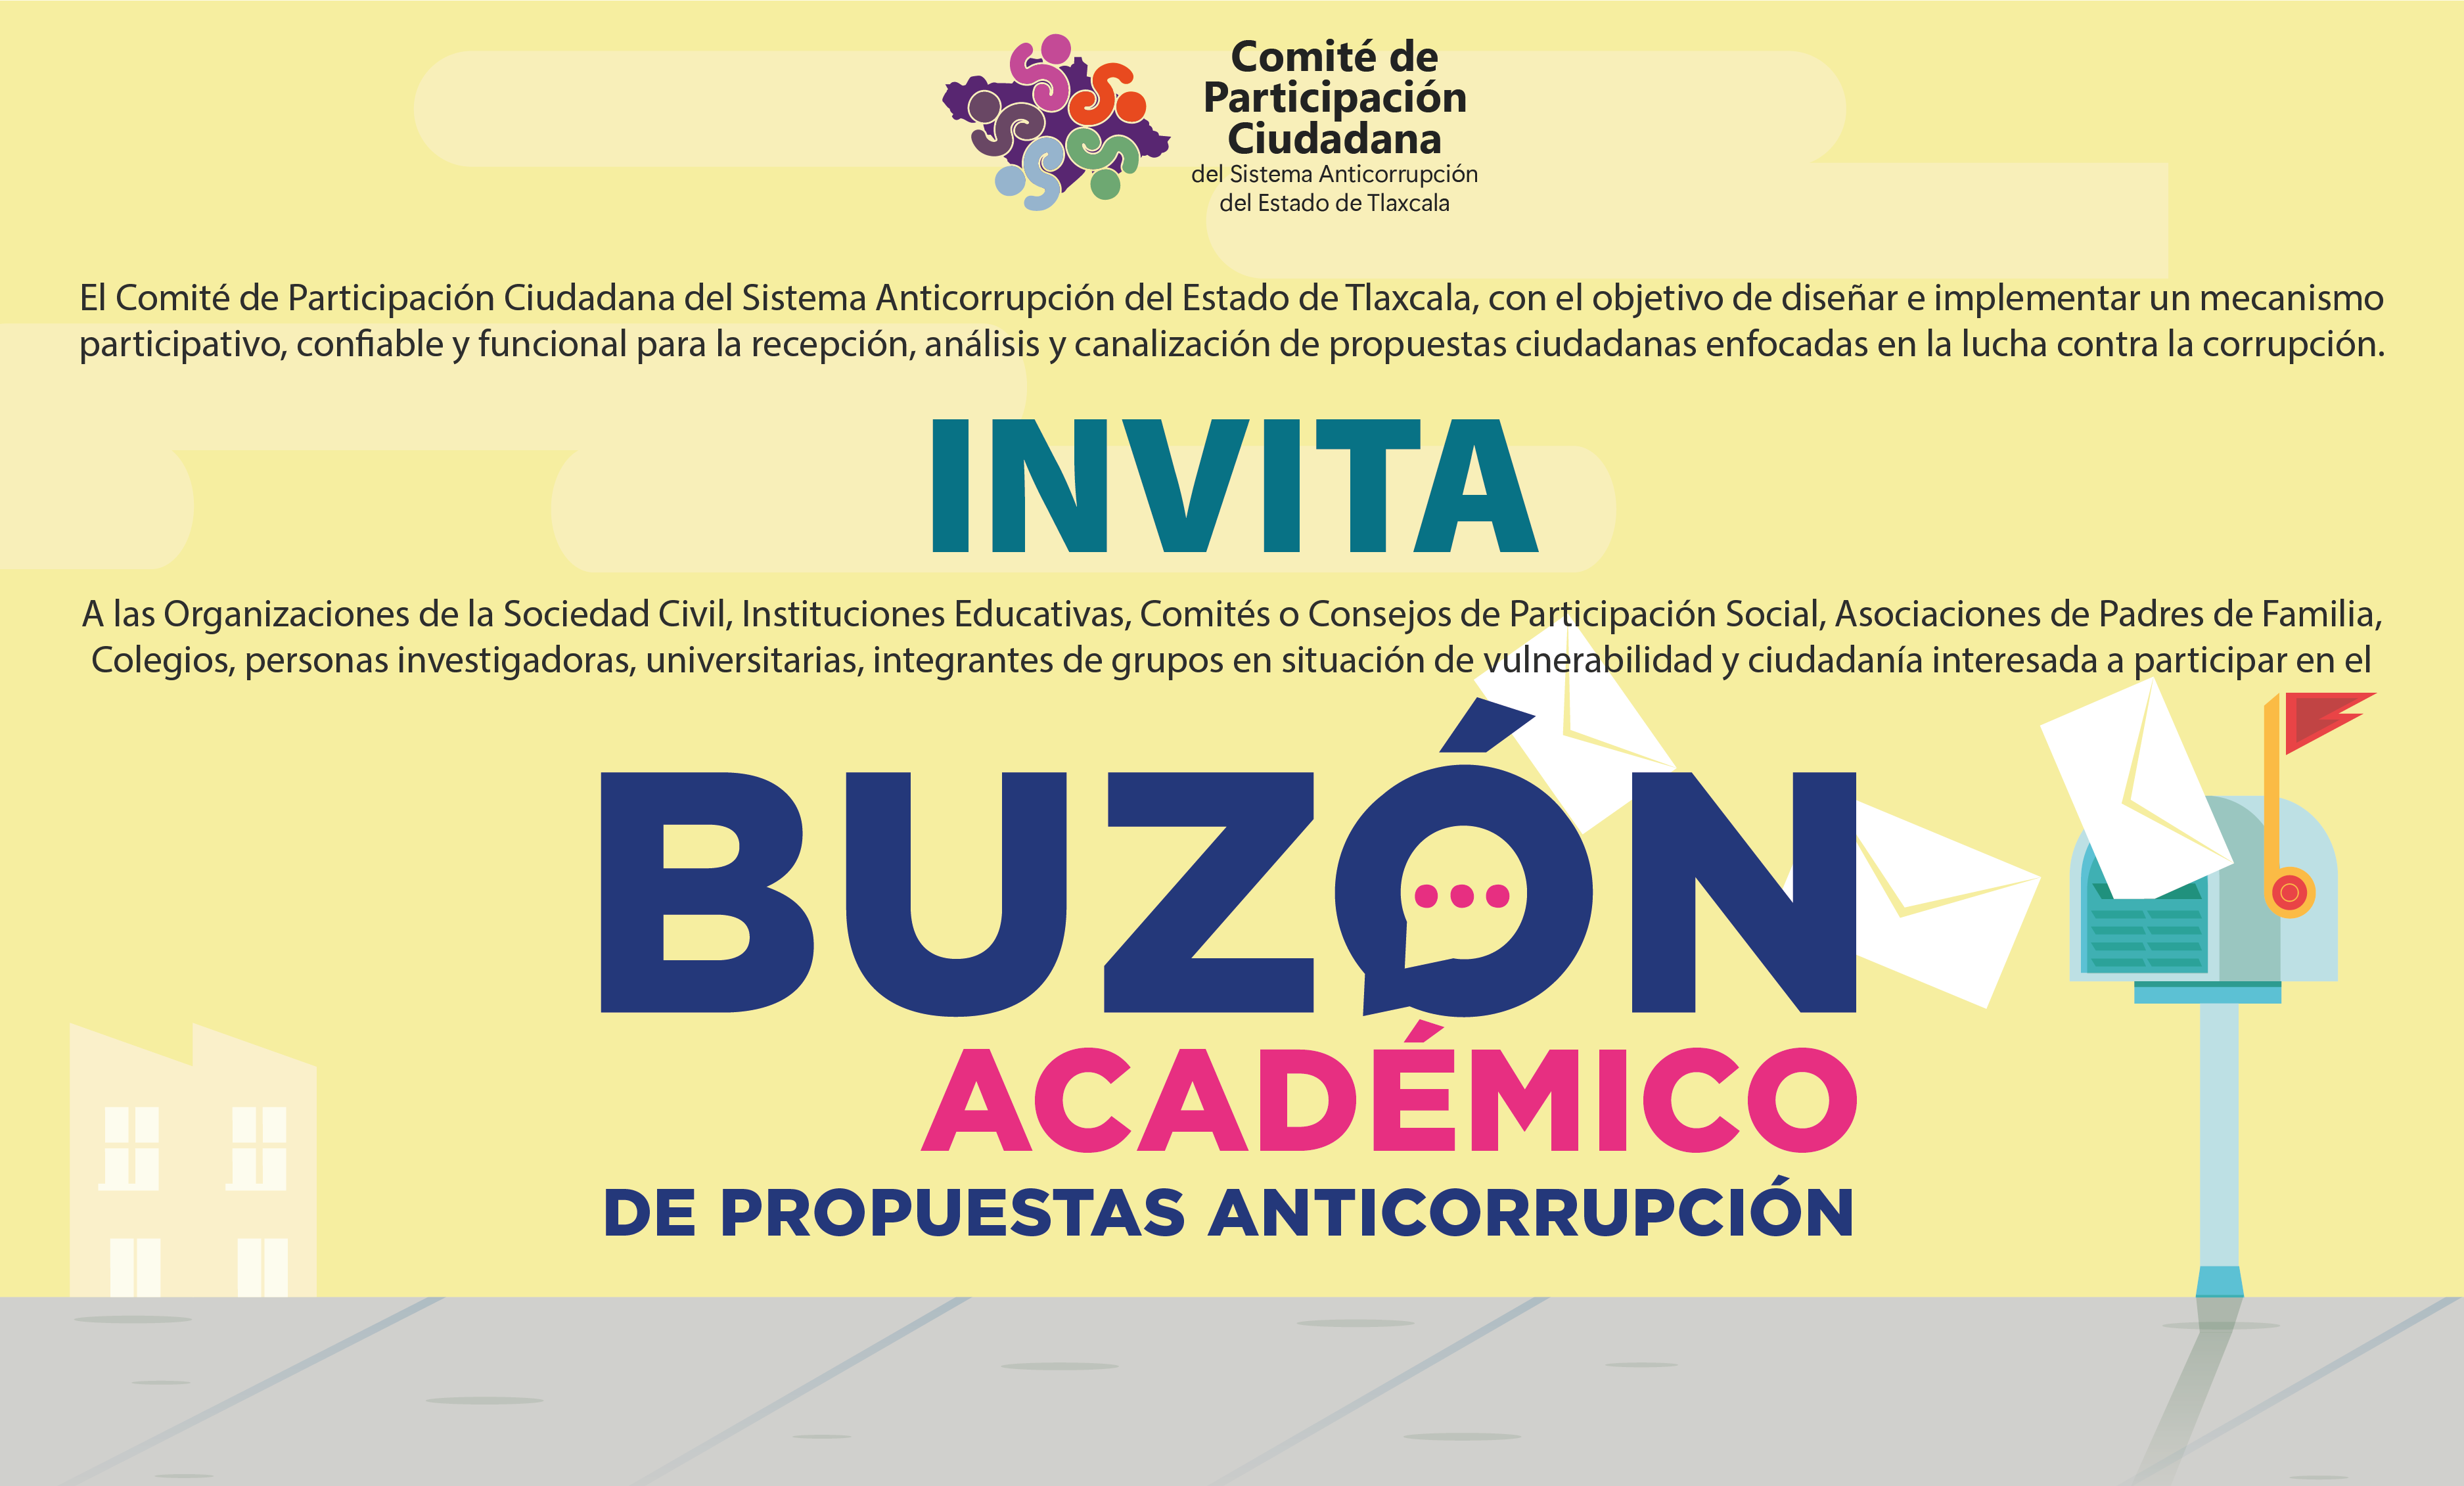 Comité de
Participación
Ciudadana
del Sistema Anticorrupción
del Estado de Tlaxcala
El Comité de Participación Ciudadana del Sistema Anticorrupción del Estado de Tlaxcala, con el objetivo de diseñar e implementar un mecanismo
participativo, confiable y funcional para la recepción, análisis y canalización de propuestas ciudadanas enfocadas en la lucha contra la corrupción.
INVITA
A las Organizaciones de la Sociedad Civil, Instituciones Educativas, Comités o Consejos de Participación Social, Asociaciones de Padres de Familia,
Colegios, personas investigadoras, universitarias, integrantes de grupos en situación de vulnerabilidad y ciudadanía interesada a participar en el
BUZÓN
ACADÉMICO
DE PROPUESTAS ANTICORRUPCIÓN